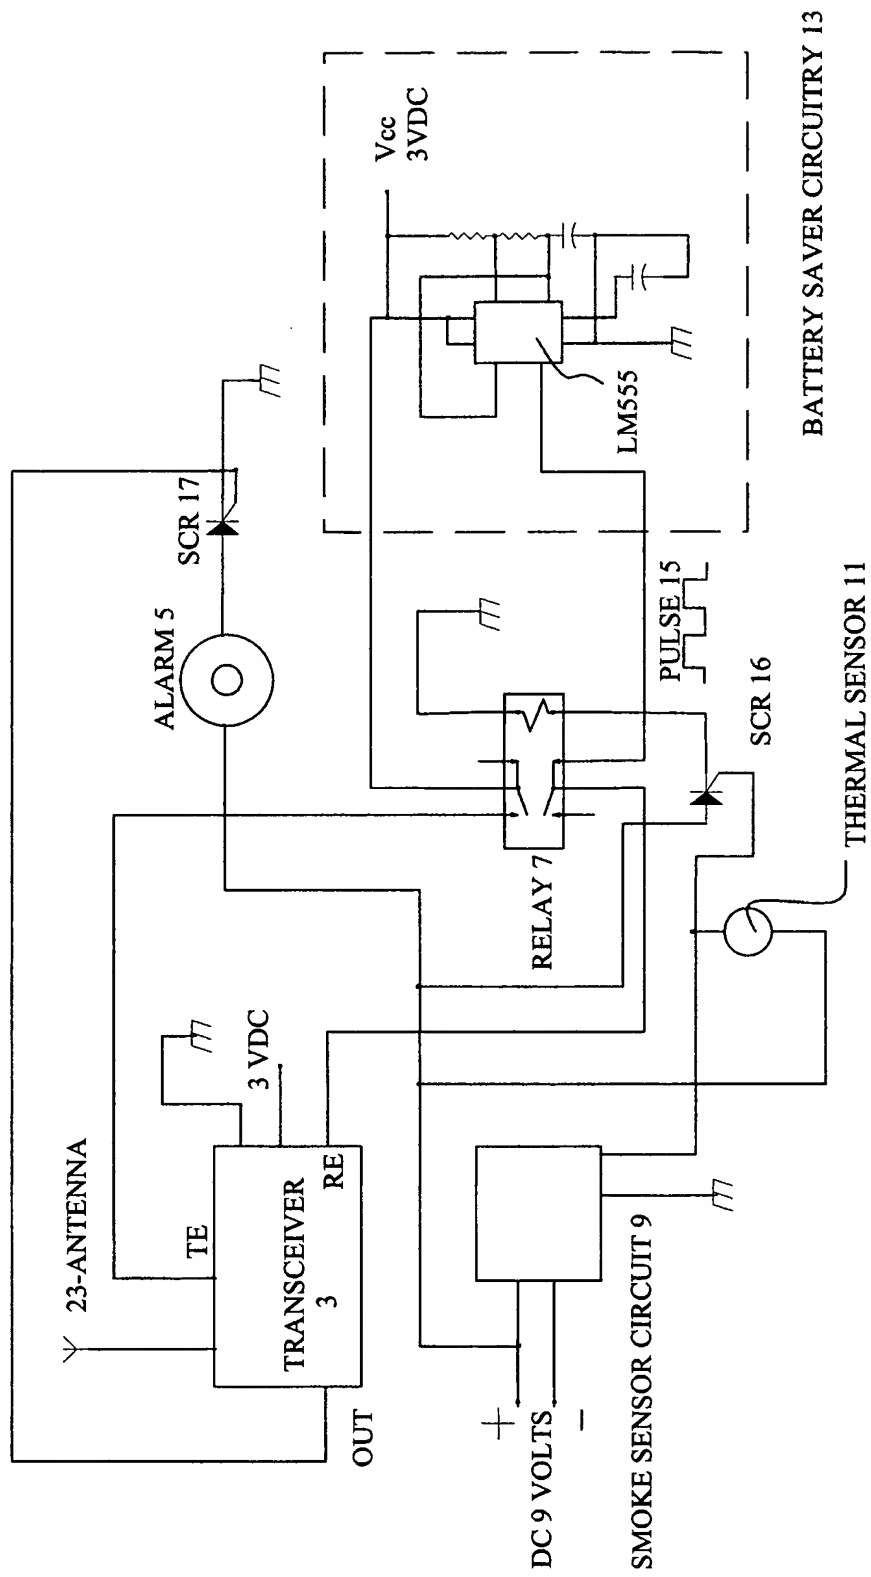 23-ANTENNA
TE
TRANSCEIVER
3
RE
OUT
3 VDC
ALARM 5
SCR 17
Vcc
3VDC
LM555
BATTERY SAVER CIRCUITRY 13
RELAY 7
PULSE 15
SCR 16
THERMAL SENSOR 11
+
DC 9 VOLTS
−
SMOKE SENSOR CIRCUIT 9